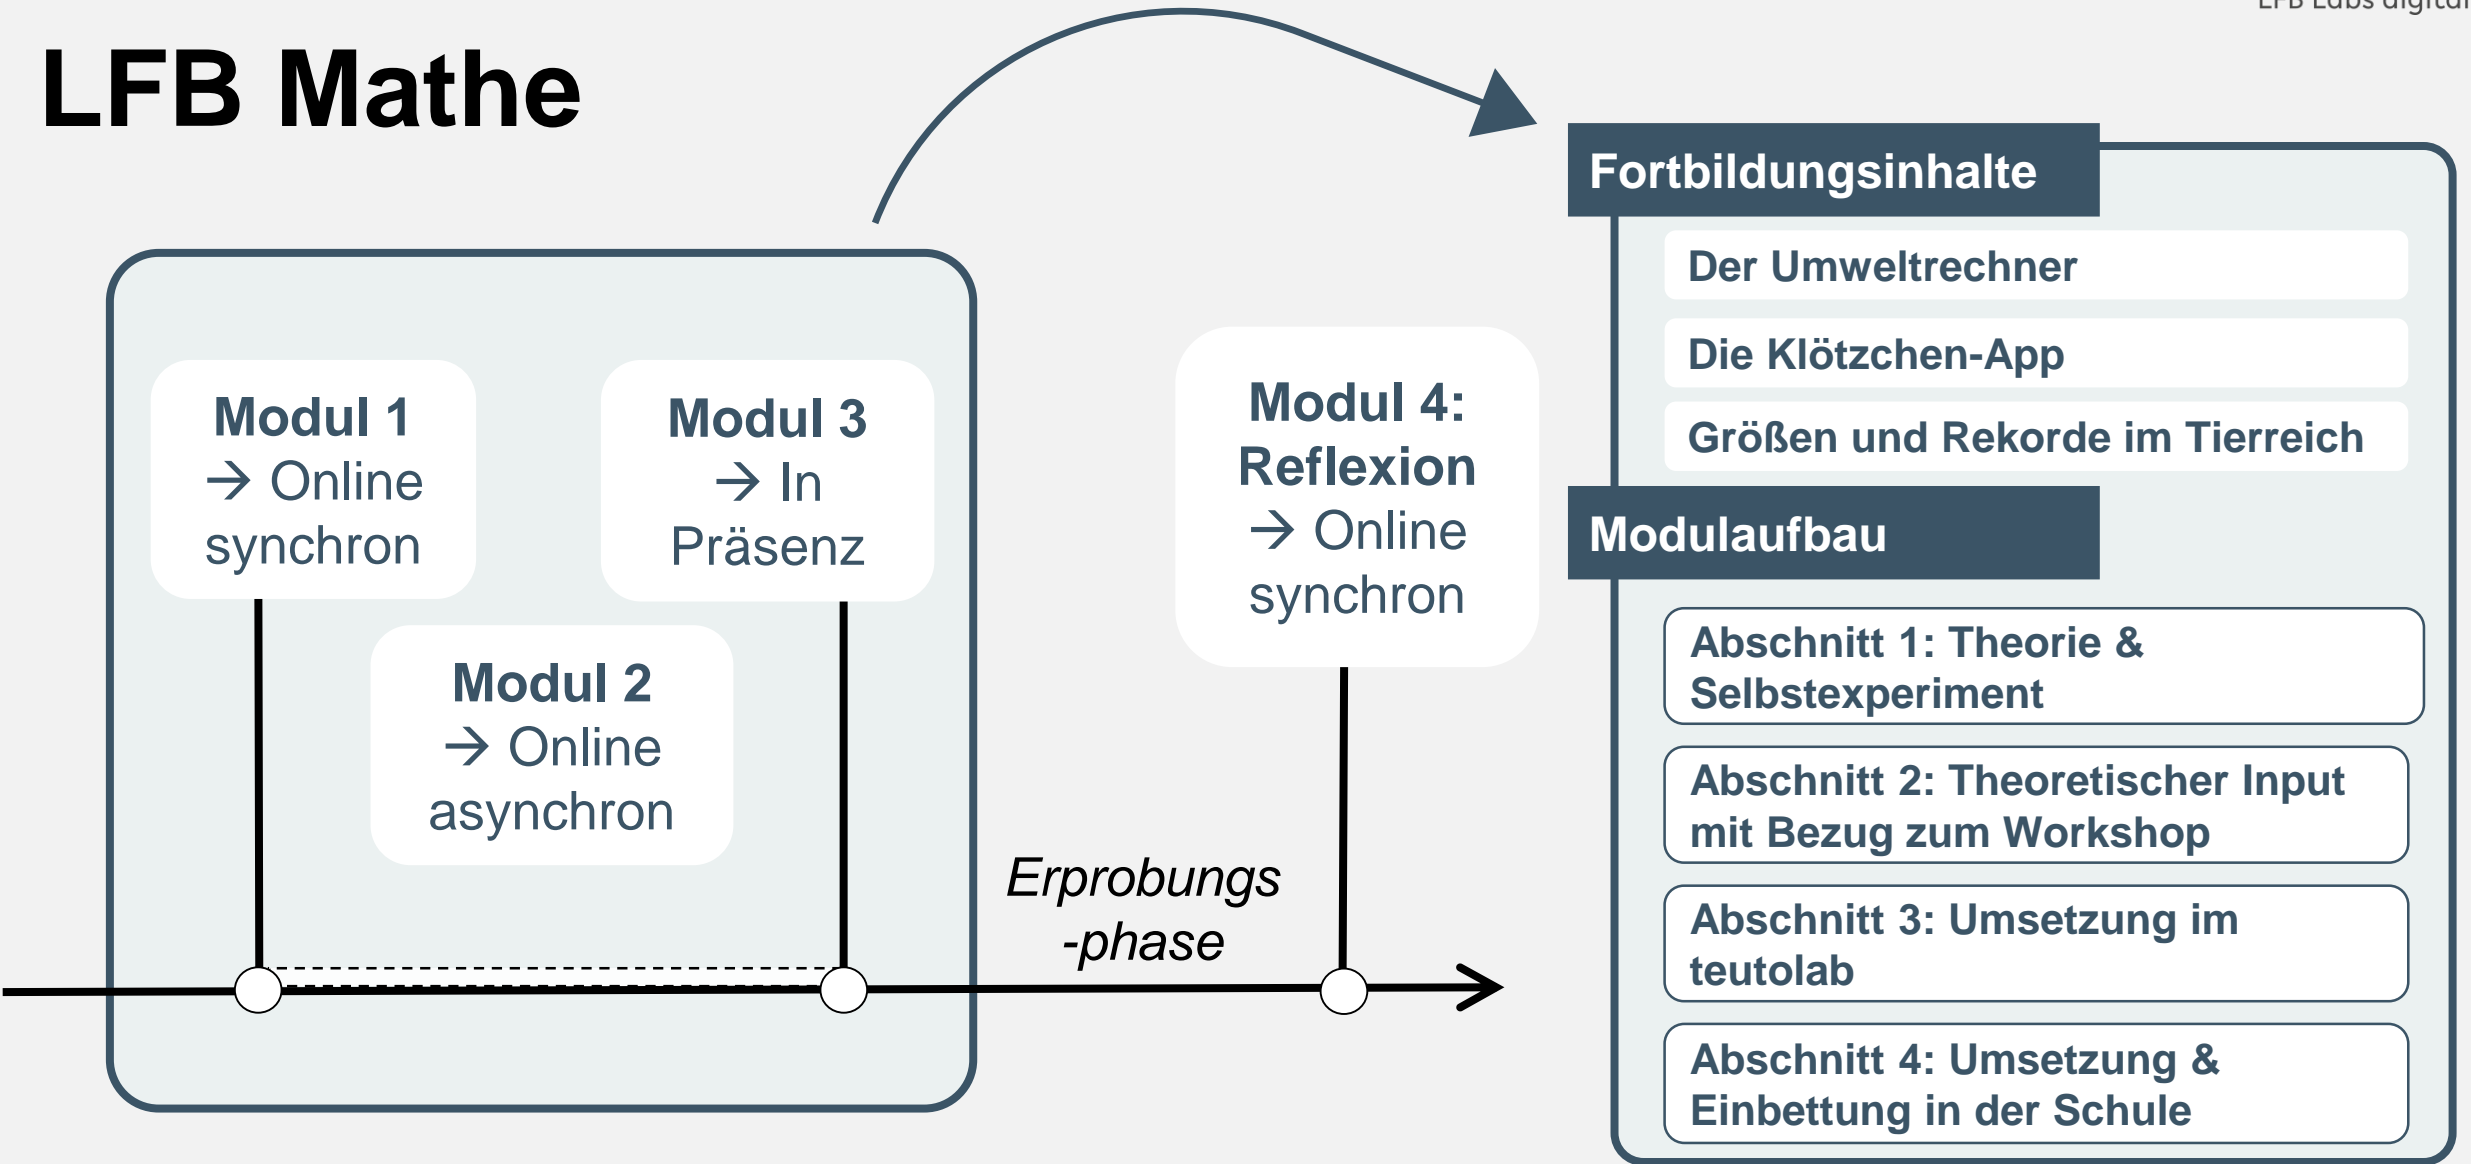 LFB Labs digital
LFB Mathe
Modul 1
→ Online
synchron
Modul 2
→ Online
asynchron
Modul 3
→ In
Präsenz
Erprobungs
-phase
Modul 4:
Reflexion
→ Online
synchron
Fortbildungsinhalte
Der Umweltrechner
Die Klötzchen-App
Größen und Rekorde im Tierreich
Modulaufbau
Abschnitt 1: Theorie &
Selbstexperiment
Abschnitt 2: Theoretischer Input
mit Bezug zum Workshop
Abschnitt 3: Umsetzung im
teutolab
Abschnitt 4: Umsetzung &
Einbettung in der Schule